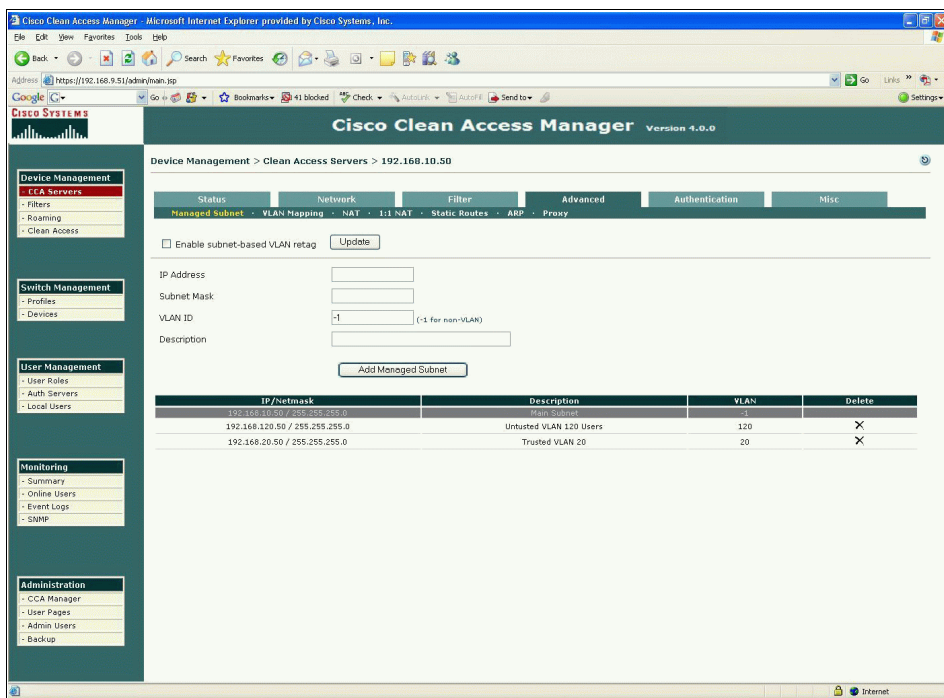 Cisco Clean Access Manager - Microsoft Internet Explorer provided by Cisco Systems, Inc.
File Edit View Favorites Tools Help
Back Search Favorites
Address https://192.168.9.51/admin/main.jsp Go Links
Google Go Bookmarks 41 blocked Check AutoLink AutoFill Send to Settings
CISCO SYSTEMS
Cisco Clean Access Manager Version 4.0.0
Device Management > Clean Access Servers > 192.168.10.50
Device Management
- CCA Servers
- Filters
- Roaming
- Clean Access
Switch Management
- Profiles
- Devices
User Management
- User Roles
- Auth Servers
- Local Users
Monitoring
- Summary
- Online Users
- Event Logs
- SNMP
Administration
- CCA Manager
- User Pages
- Admin Users
- Backup
Status Network Filter Advanced Authentication Misc
Managed Subnet · VLAN Mapping · NAT · 1:1 NAT · Static Routes · ARP · Proxy
Enable subnet-based VLAN retag Update
IP Address
Subnet Mask
VLAN ID -1 (-1 for non-VLAN)
Description
Add Managed Subnet
IP/Netmask Description VLAN Delete
192.168.10.50 / 255.255.255.0 Main Subnet -1
192.168.120.50 / 255.255.255.0 Untusted VLAN 120 Users 120
192.168.20.50 / 255.255.255.0 Trusted VLAN 20 20
Internet